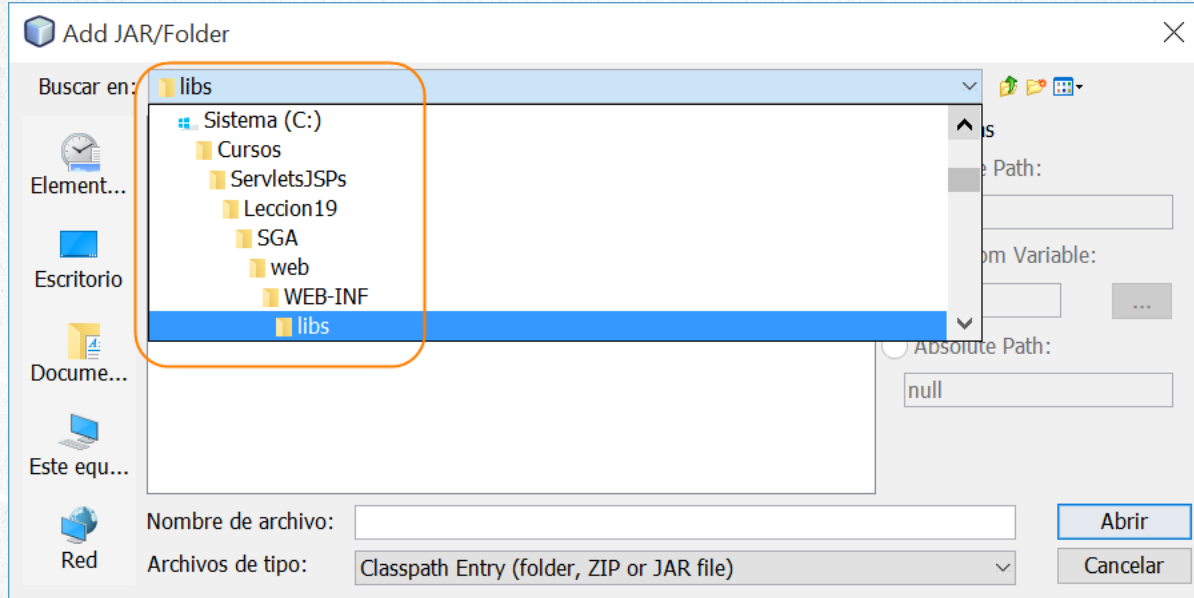 Add JAR/Folder
Buscar en: libs
Sistema (C:)
Cursos
ServletsJSPs
Leccion19
SGA
web
WEB-INF
libs
Element...
Escritorio
Docume...
Este equ...
Red
Path:
Variable:
...
Absolute Path:
null
Nombre de archivo:
Abrir
Archivos de tipo: Classpath Entry (folder, ZIP or JAR file)
Cancelar